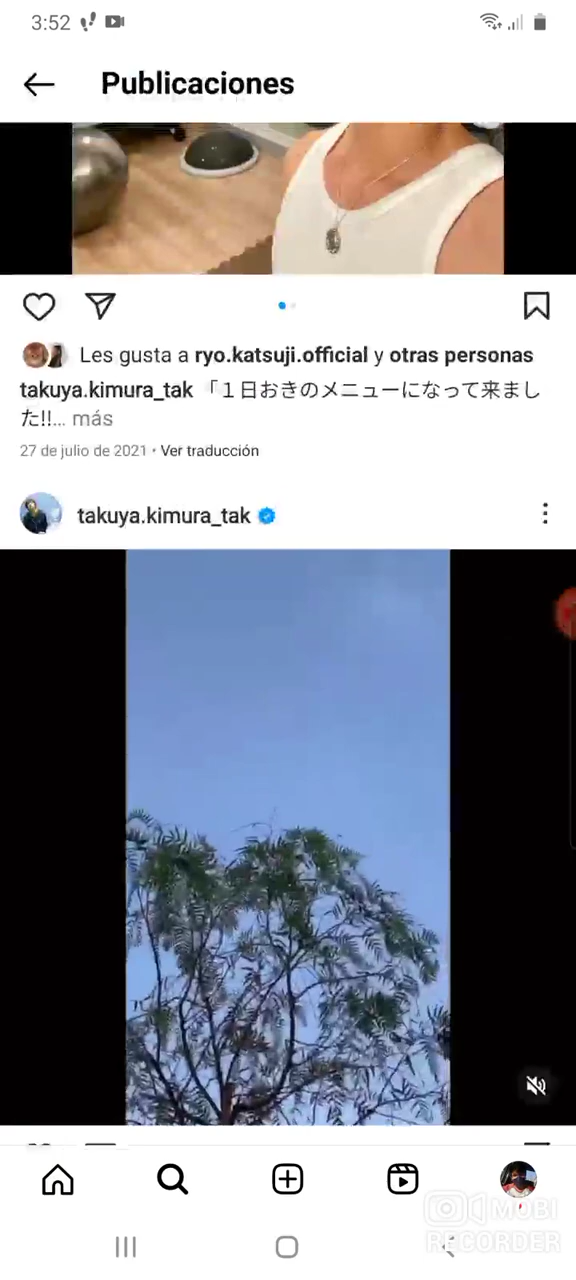 3:52
Publicaciones
Les gusta a ryo.katsuji.official y otras personas
takuya.kimura_tak 「1日おきのメニューになって来まし
た!!... más
27 de julio de 2021 • Ver traducción
takuya.kimura_tak
MOBI
RECORDER